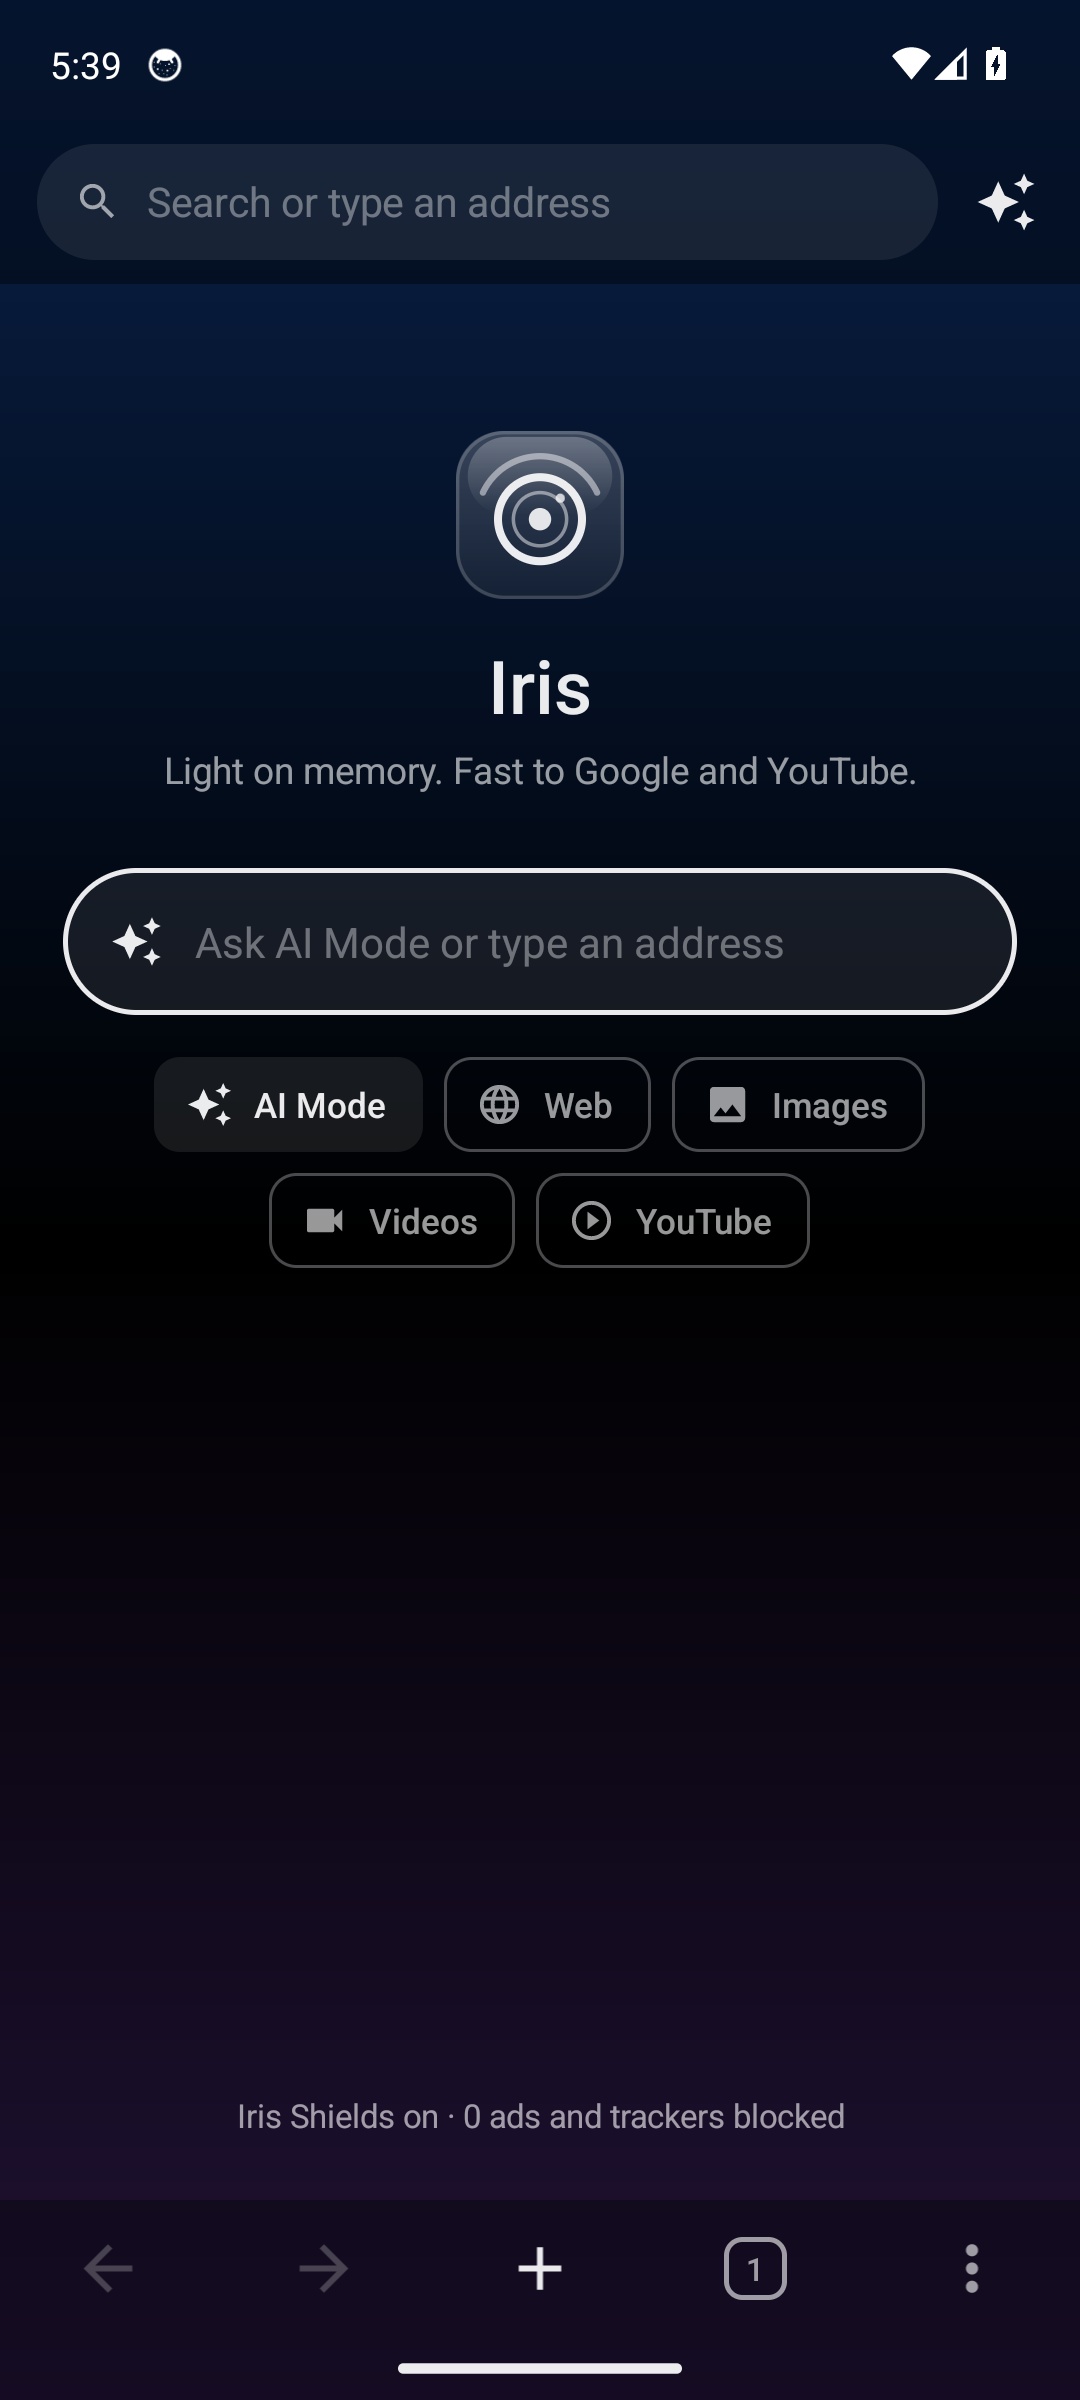 5:39
Search or type an address
Iris
Light on memory. Fast to Google and YouTube.
Ask AI Mode or type an address
AI Mode
Web
Images
Videos
YouTube
Iris Shields on · 0 ads and trackers blocked
1